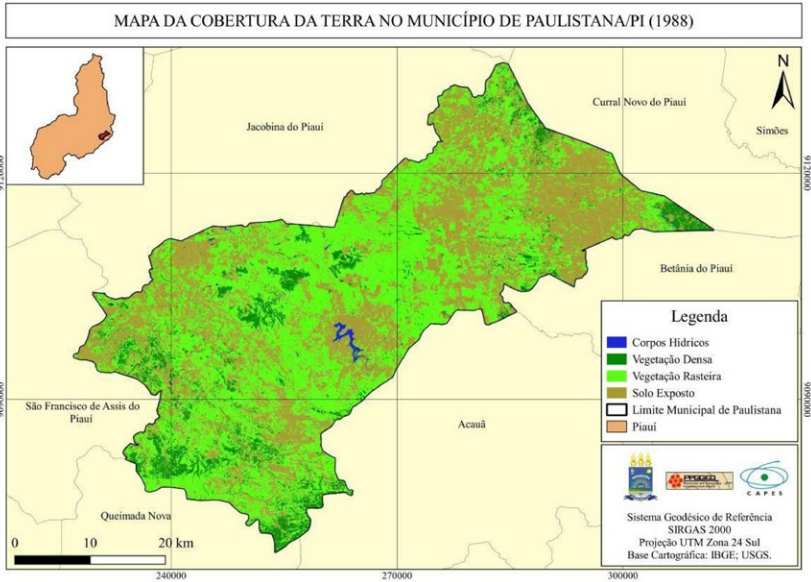 MAPA DA COBERTURA DA TERRA NO MUNICÍPIO DE PAULISTANA/PI (1988)
N
Curral Novo do Piauí
Jacobina do Piauí
Simões
9120000
9120000
Betânia do Piauí
Legenda
Corpos Hídricos
Vegetação Densa
Vegetação Rasteira
Solo Exposto
Limite Municipal de Paulistana
Piauí
São Francisco de Assis do
Piauí
9090000
9090000
Acauã
CAPES
Queimada Nova
Sistema Geodésico de Referência
SIRGAS 2000
Projeção UTM Zona 24 Sul
Base Cartográfica: IBGE; USGS.
0 10 20 km
240000
270000
300000